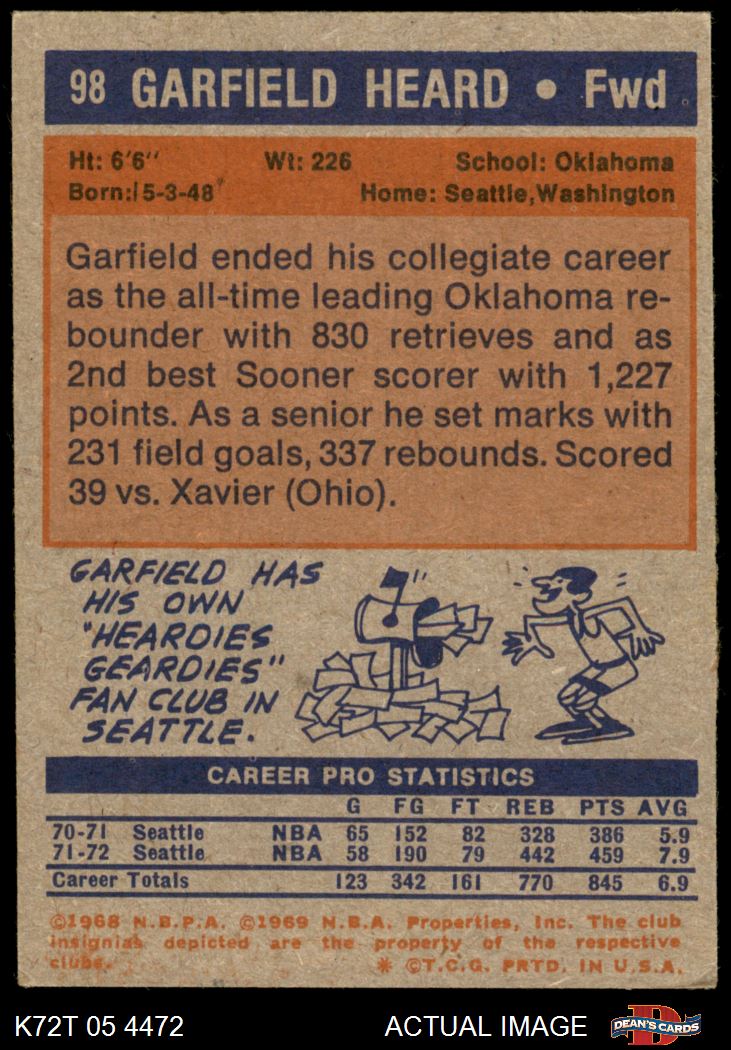 98 GARFIELD HEARD • Fwd
Ht: 6'6'' Wt: 226 School: Oklahoma
Born: 5-3-48 Home: Seattle, Washington
Garfield ended his collegiate career
as the all-time leading Oklahoma re-
bounder with 830 retrieves and as
2nd best Sooner scorer with 1,227
points. As a senior he set marks with
231 field goals, 337 rebounds. Scored
39 vs. Xavier (Ohio).
GARFIELD HAS
HIS OWN
"HEARDIES
GEARDIES"
FAN CLUB IN
SEATTLE.
CAREER PRO STATISTICS
G FG FT REB PTS AVG
70-71 Seattle NBA 65 152 82 328 386 5.9
71-72 Seattle NBA 58 190 79 442 459 7.9
Career Totals 123 342 161 770 845 6.9
©1968 N.B.P.A. ©1969 N.B.A. Properties, Inc. The club
insignias depicted are the property of the respective
clubs. * ©T.C.G. PRTD. IN U.S.A.
K72T 05 4472 ACTUAL IMAGE D DEAN'S CARDS